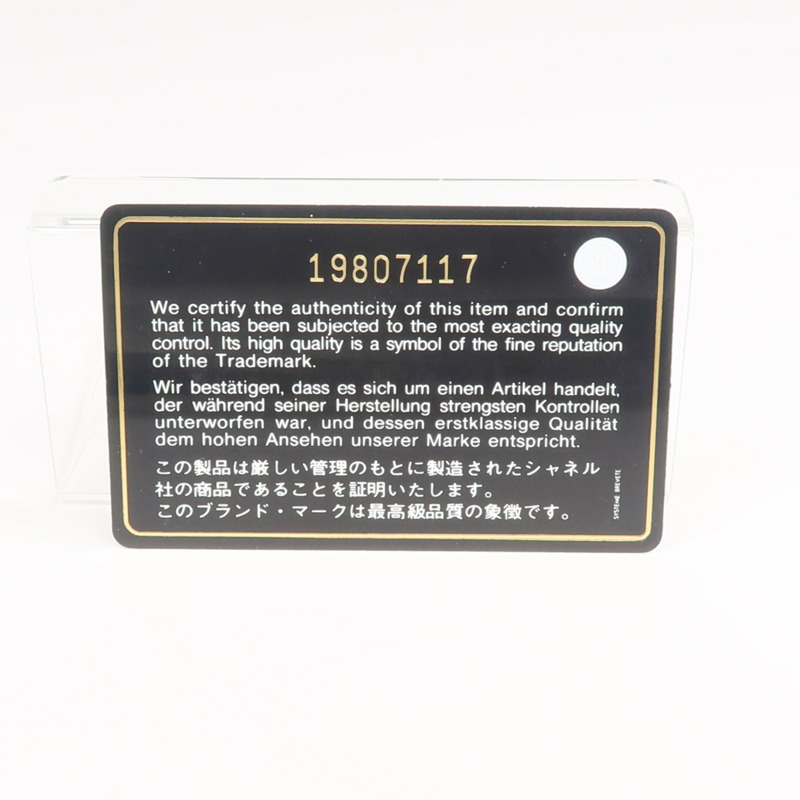 19807117
We certify the authenticity of this item and confirm
that it has been subjected to the most exacting quality
control. Its high quality is a symbol of the fine reputation
of the Trademark.
Wir bestätigen, dass es sich um einen Artikel handelt,
der während seiner Herstellung strengsten Kontrollen
unterworfen war, und dessen erstklassige Qualität
dem hohen Ansehen unserer Marke entspricht.
この製品は厳しい管理のもとに製造されたシャネル
社の商品であることを証明いたします。
このブランド・マークは最高級品質の象徴です。
SYSTEME BREVETE